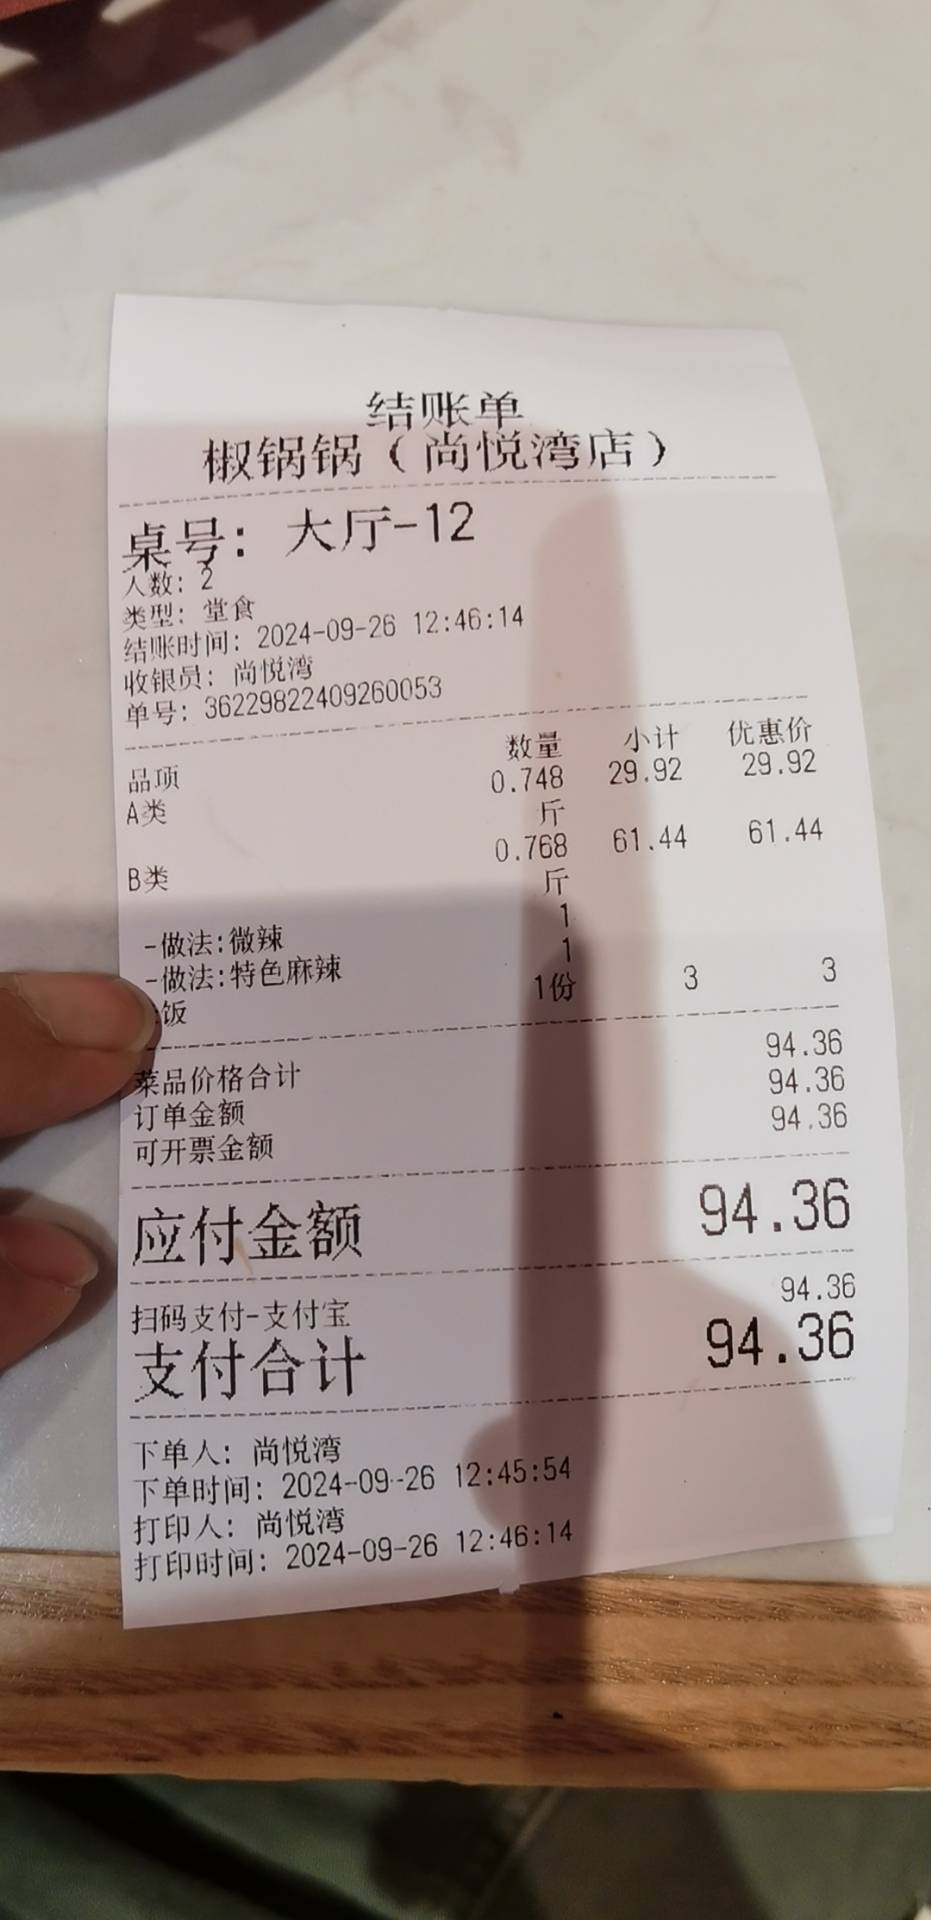 结账单
椒锅锅（尚悦湾店）
桌号：大厅-12
人数：2
类型：堂食
结账时间：2024-09-26 12:46:14
收银员：尚悦湾
单号：36229822409260053
品项 数量 小计 优惠价
A类 0.748斤 29.92 29.92
B类 0.768斤 61.44 61.44
-做法:微辣 1
-做法:特色麻辣 1
饭 1份 3 3
菜品价格合计 94.36
订单金额 94.36
可开票金额 94.36
应付金额 94.36
扫码支付-支付宝 94.36
支付合计 94.36
下单人：尚悦湾
下单时间：2024-09-26 12:45:54
打印人：尚悦湾
打印时间：2024-09-26 12:46:14